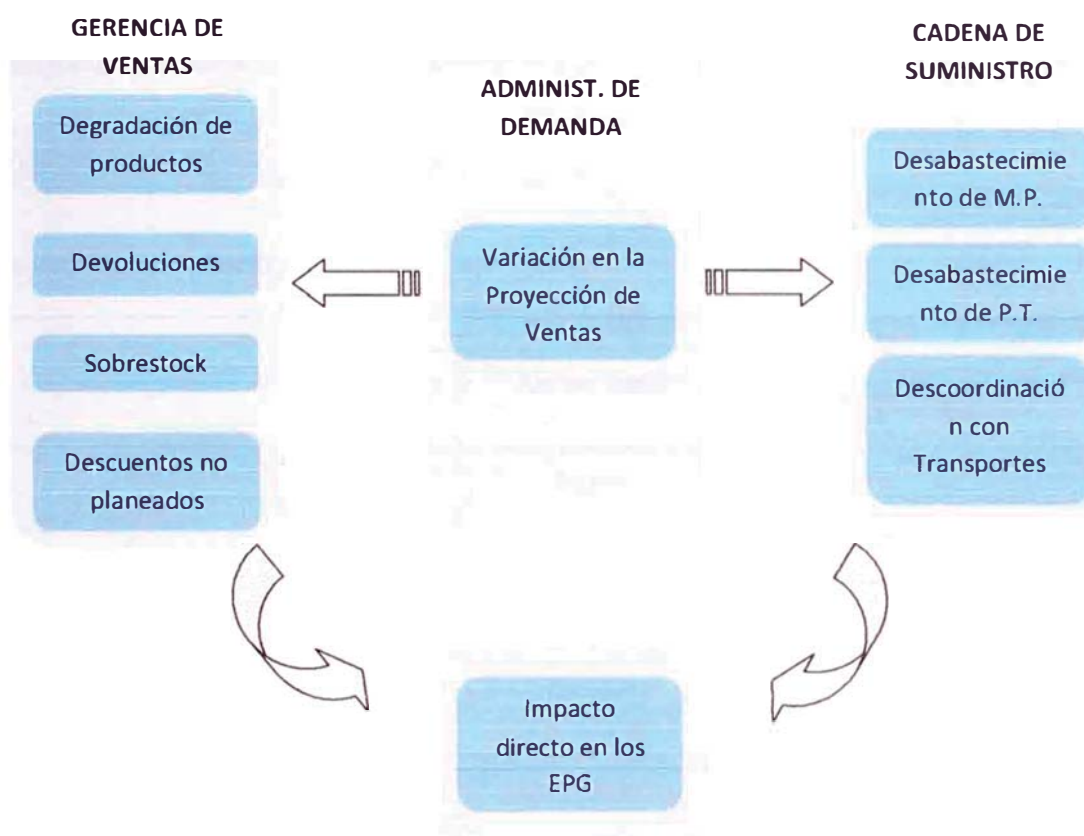 GERENCIA DE
VENTAS
Degradación de
productos
Devoluciones
Sobrestock
Descuentos no
planeados
ADMINIST. DE
DEMANDA
Variación en la
Proyección de
Ventas
Impacto
directo en los
EPG
CADENA DE
SUMINISTRO
Desabastecimie
nto de M.P.
Desabastecimie
nto de P.T.
Descoordinació
n con
Transportes